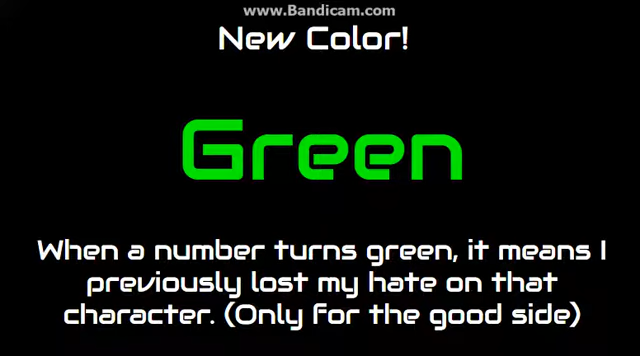 www.Bandicam.com
New Color!
Green
When a number turns green, it means I
previously lost my hate on that
character. (Only for the good side)